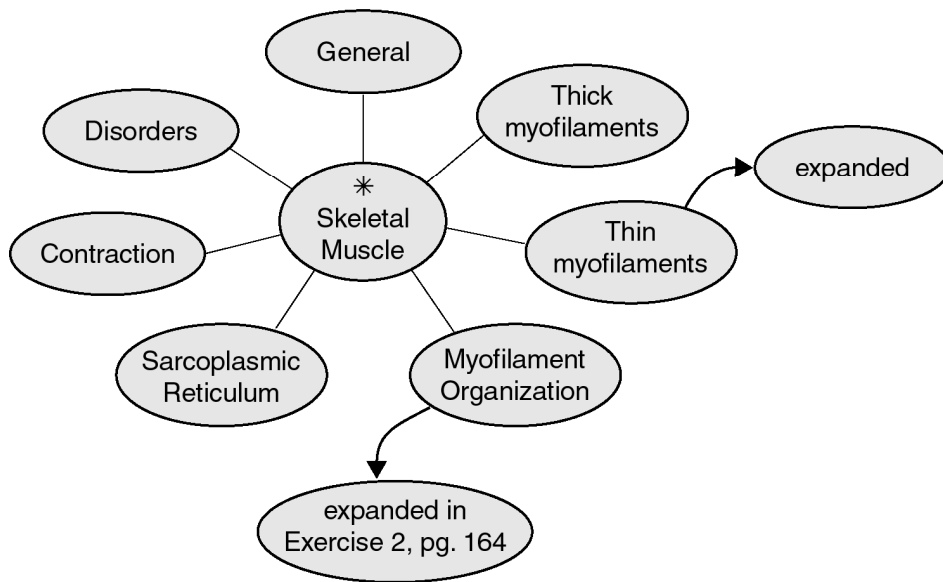 General
Thick
myofilaments
Disorders
expanded
*
Skeletal
Muscle
Thin
myofilaments
Contraction
Sarcoplasmic
Reticulum
Myofilament
Organization
expanded in
Exercise 2, pg. 164